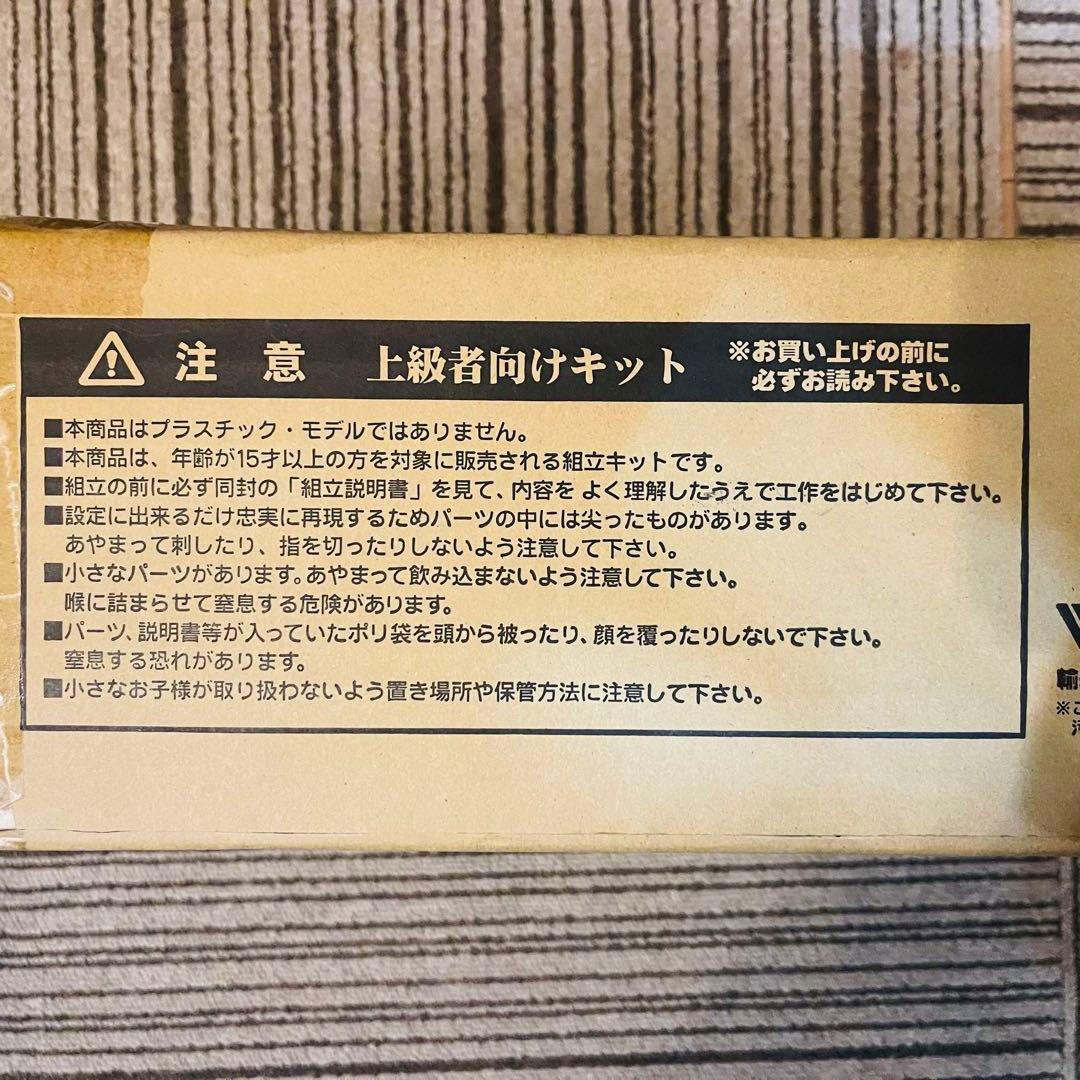 注意 上級者向けキット ※お買い上げの前に
必ずお読み下さい。
■本商品はプラスチック・モデルではありません。
■本商品は、年齢が15才以上の方を対象に販売される組立キットです。
■組立の前に必ず同封の「組立説明書」を見て、内容を よく理解したうえで工作をはじめて下さい。
■設定に出来るだけ忠実に再現するためパーツの中には尖ったものがあります。
あやまって刺したり、指を切ったりしないよう注意して下さい。
■小さなパーツがあります。あやまって飲み込まないよう注意して下さい。
喉に詰まらせて窒息する危険があります。
■パーツ、説明書等が入っていたポリ袋を頭から被ったり、顔を覆ったりしないで下さい。
窒息する恐れがあります。
■小さなお子様が取り扱わないよう置き場所や保管方法に注意して下さい。